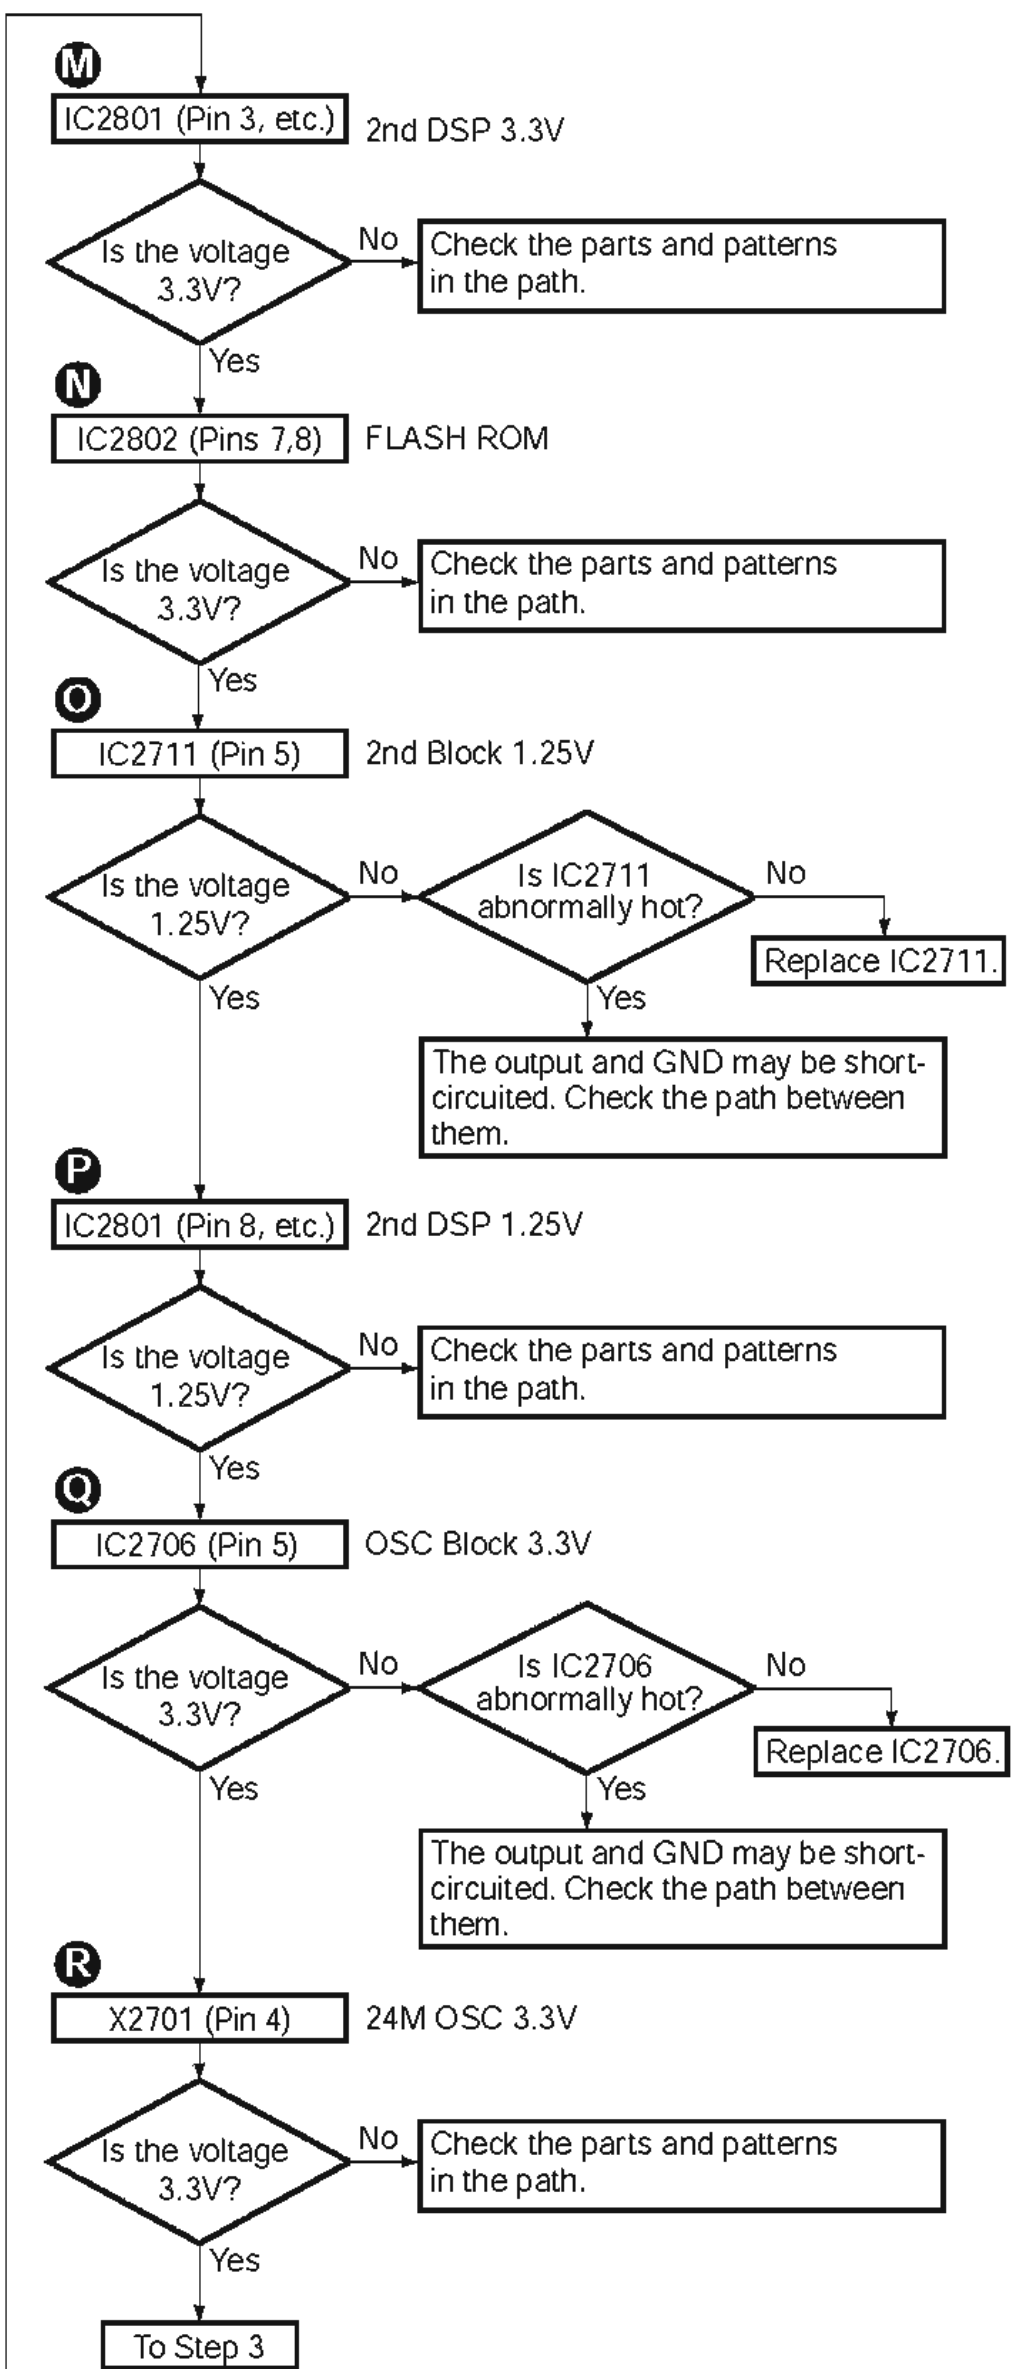 M
IC2801 (Pin 3, etc.)
2nd DSP 3.3V
Is the voltage
3.3V?
No
Check the parts and patterns
in the path.
Yes
N
IC2802 (Pins 7,8)
FLASH ROM
Is the voltage
3.3V?
No
Check the parts and patterns
in the path.
Yes
O
IC2711 (Pin 5)
2nd Block 1.25V
Is the voltage
1.25V?
No
Is IC2711
abnormally hot?
No
Replace IC2711.
Yes
Yes
The output and GND may be short-
circuited. Check the path between
them.
P
IC2801 (Pin 8, etc.)
2nd DSP 1.25V
Is the voltage
1.25V?
No
Check the parts and patterns
in the path.
Yes
Q
IC2706 (Pin 5)
OSC Block 3.3V
Is the voltage
3.3V?
No
Is IC2706
abnormally hot?
No
Replace IC2706.
Yes
Yes
The output and GND may be short-
circuited. Check the path between
them.
R
X2701 (Pin 4)
24M OSC 3.3V
Is the voltage
3.3V?
No
Check the parts and patterns
in the path.
Yes
To Step 3